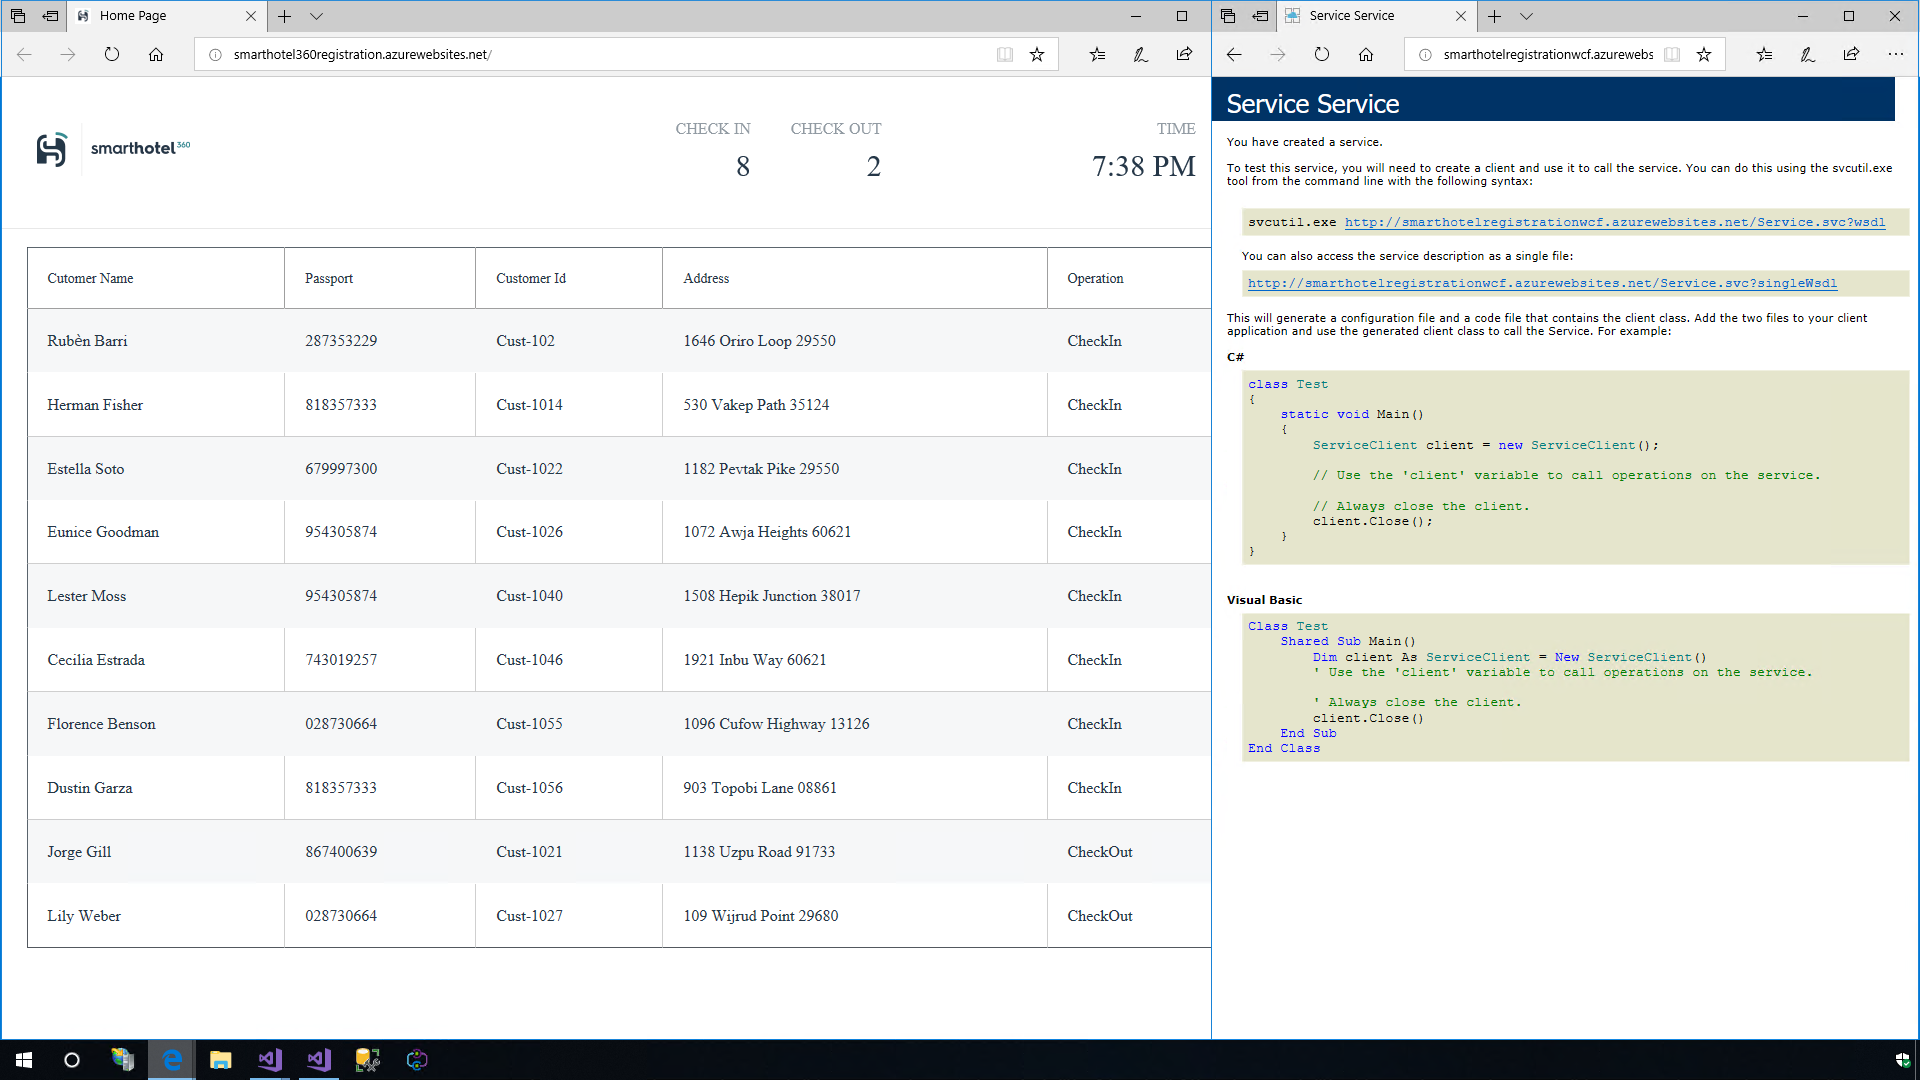 Home Page
smarthotel360registration.azurewebsites.net/
smarthotel360
CHECK IN
8
CHECK OUT
2
TIME
7:38 PM
Cutomer Name Passport Customer Id Address Operation
Rubèn Barri 287353229 Cust-102 1646 Oriro Loop 29550 CheckIn
Herman Fisher 818357333 Cust-1014 530 Vakep Path 35124 CheckIn
Estella Soto 679997300 Cust-1022 1182 Pevtak Pike 29550 CheckIn
Eunice Goodman 954305874 Cust-1026 1072 Awja Heights 60621 CheckIn
Lester Moss 954305874 Cust-1040 1508 Hepik Junction 38017 CheckIn
Cecilia Estrada 743019257 Cust-1046 1921 Inbu Way 60621 CheckIn
Florence Benson 028730664 Cust-1055 1096 Cufow Highway 13126 CheckIn
Dustin Garza 818357333 Cust-1056 903 Topobi Lane 08861 CheckIn
Jorge Gill 867400639 Cust-1021 1138 Uzpu Road 91733 CheckOut
Lily Weber 028730664 Cust-1027 109 Wijrud Point 29680 CheckOut
Service Service
smarthotelregistrationwcf.azurewebs
Service Service
You have created a service.
To test this service, you will need to create a client and use it to call the service. You can do this using the svcutil.exe
tool from the command line with the following syntax:
svcutil.exe http://smarthotelregistrationwcf.azurewebsites.net/Service.svc?wsdl
You can also access the service description as a single file:
http://smarthotelregistrationwcf.azurewebsites.net/Service.svc?singleWsdl
This will generate a configuration file and a code file that contains the client class. Add the two files to your client
application and use the generated client class to call the Service. For example:
C#
class Test
{
    static void Main()
    {
        ServiceClient client = new ServiceClient();
        // Use the 'client' variable to call operations on the service.
        // Always close the client.
        client.Close();
    }
}
Visual Basic
Class Test
    Shared Sub Main()
        Dim client As ServiceClient = New ServiceClient()
        ' Use the 'client' variable to call operations on the service.
        ' Always close the client.
        client.Close()
    End Sub
End Class